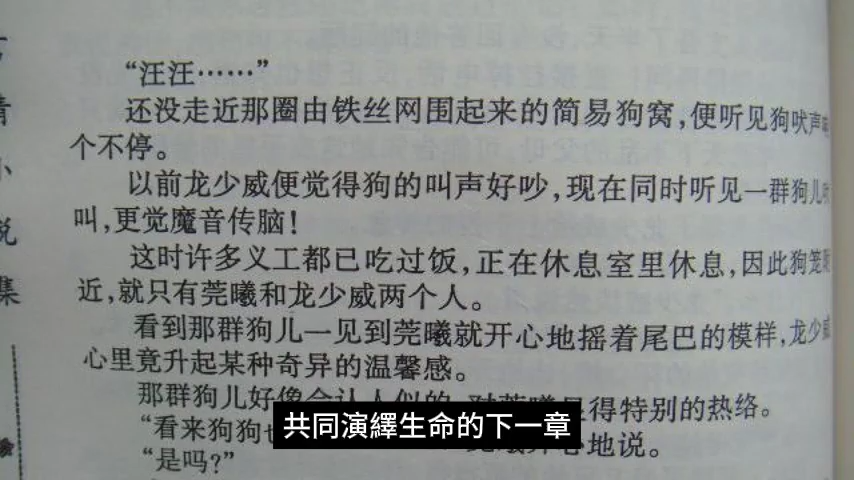 “汪汪……”
还没走近那圈由铁丝网围起来的简易狗窝，便听见狗吠声
个不停。
以前龙少威便觉得狗的叫声好吵，现在同时听见一群狗儿
叫，更觉魔音传脑！
这时许多义工都已吃过饭，正在休息室里休息，因此狗笼
近，就只有莞曦和龙少威两个人。
看到那群狗儿一见到莞曦就开心地摇着尾巴的模样，龙少威
心里竟升起某种奇异的温馨感。
那群狗儿好像会认人似的，对莞曦显得特别的热络。
“看来狗狗
地说。
“是吗？”
共同演繹生命的下一章
小
集